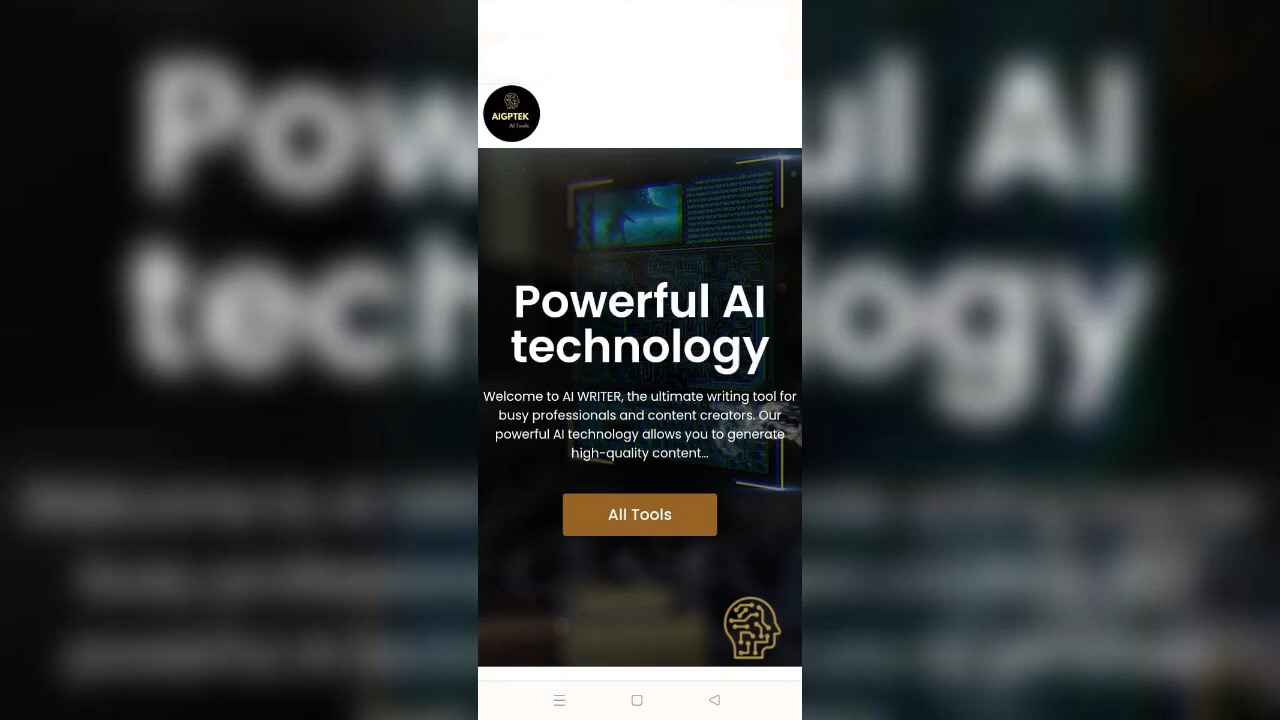 AIGPTEK
AI Tools
Powerful AI
technology
Welcome to AI WRITER, the ultimate writing tool for
busy professionals and content creators. Our
powerful AI technology allows you to generate
high-quality content...
All Tools